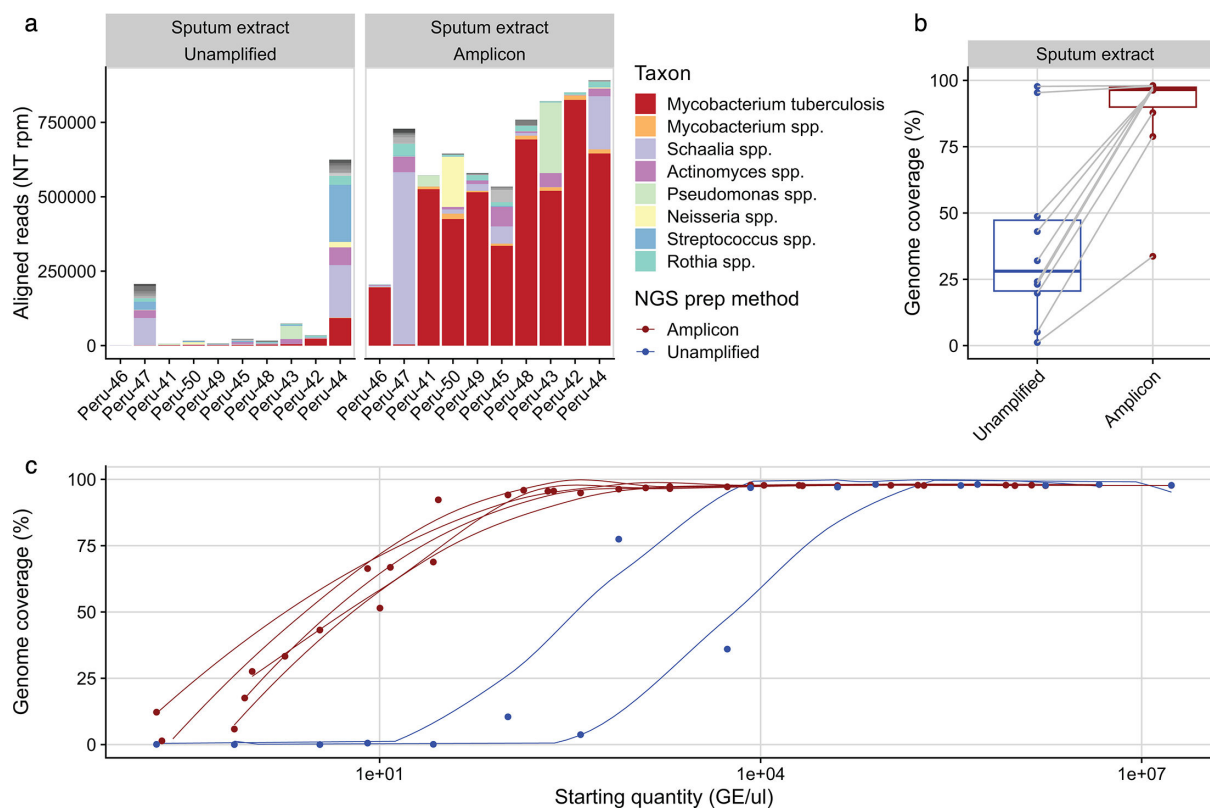 a
Sputum extract
Unamplified
Sputum extract
Amplicon
Aligned reads (NT rpm)
750000
500000
250000
0
Peru-46
Peru-47
Peru-41
Peru-50
Peru-49
Peru-45
Peru-48
Peru-43
Peru-42
Peru-44
Peru-46
Peru-47
Peru-41
Peru-50
Peru-49
Peru-45
Peru-48
Peru-43
Peru-42
Peru-44
Taxon
Mycobacterium tuberculosis
Mycobacterium spp.
Schaalia spp.
Actinomyces spp.
Pseudomonas spp.
Neisseria spp.
Streptococcus spp.
Rothia spp.
NGS prep method
Amplicon
Unamplified
b
Sputum extract
Genome coverage (%)
100
75
50
25
0
Unamplified
Amplicon
c
Genome coverage (%)
100
75
50
25
0
1e+01
1e+04
1e+07
Starting quantity (GE/ul)